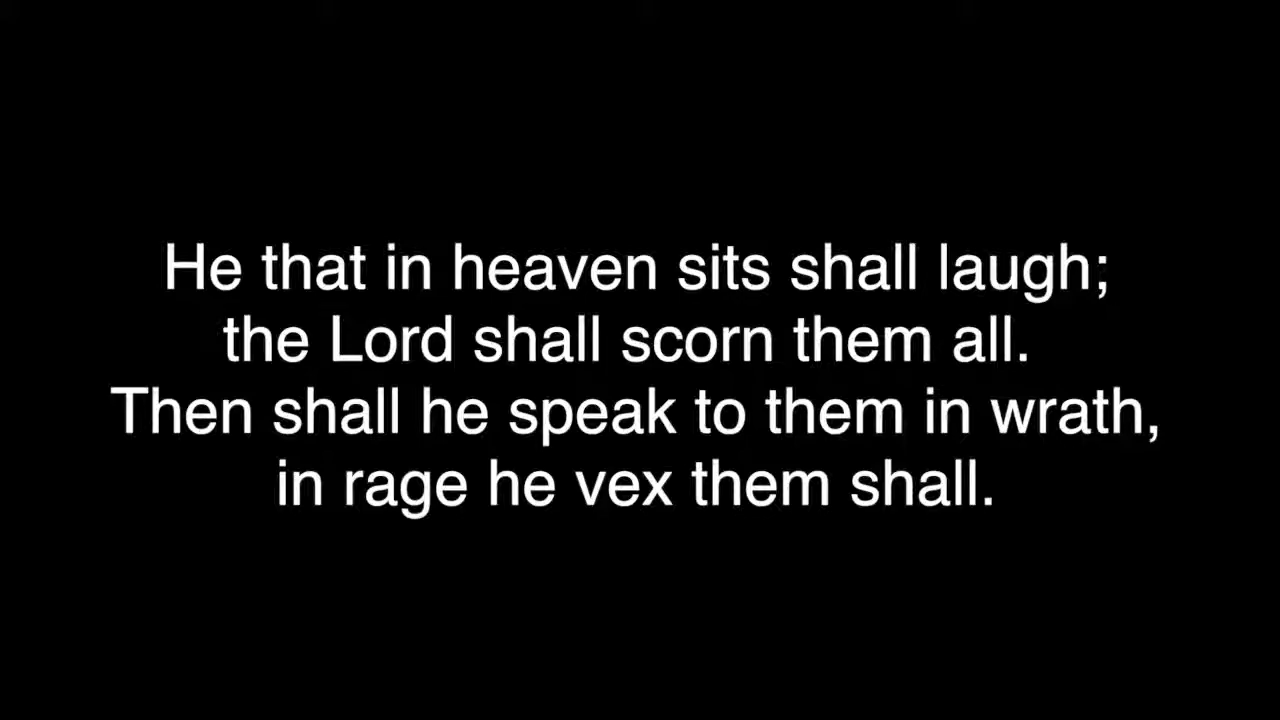 He that in heaven sits shall laugh;
the Lord shall scorn them all.
Then shall he speak to them in wrath,
in rage he vex them shall.